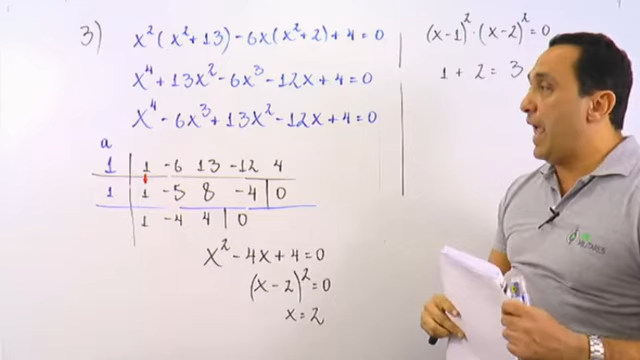 3) x²(x²+13) - 6x(x²+2) + 4 = 0
x⁴ + 13x² - 6x³ - 12x + 4 = 0
x⁴ - 6x³ + 13x² - 12x + 4 = 0
a
1 | 1 -6 13 -12 4
1 | 1 -5 8 -4 | 0
1 -4 4 | 0
x² - 4x + 4 = 0
(x - 2)² = 0
x = 2
(x-1)² · (x-2)² = 0
1 + 2 = 3
MILITARES